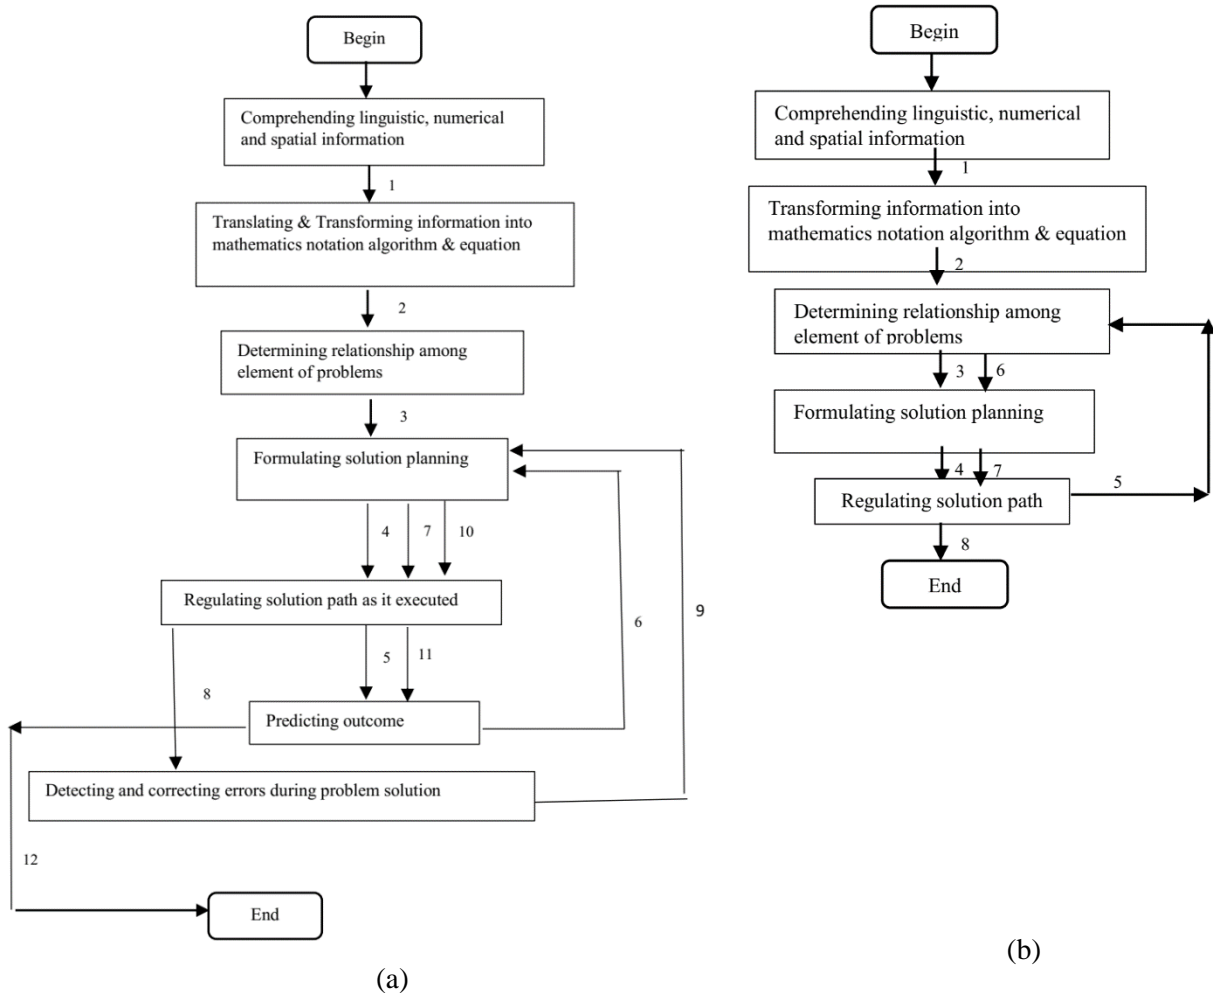 Begin
Comprehending linguistic, numerical
and spatial information
1
Translating & Transforming information into
mathematics notation algorithm & equation
2
Determining relationship among
element of problems
3
Formulating solution planning
4
7
10
Regulating solution path as it executed
6
9
5
11
8
Predicting outcome
Detecting and correcting errors during problem solution
12
End
(a)
Begin
Comprehending linguistic, numerical
and spatial information
1
Transforming information into
mathematics notation algorithm & equation
2
Determining relationship among
element of problems
3
6
Formulating solution planning
4
7
5
Regulating solution path
8
End
(b)